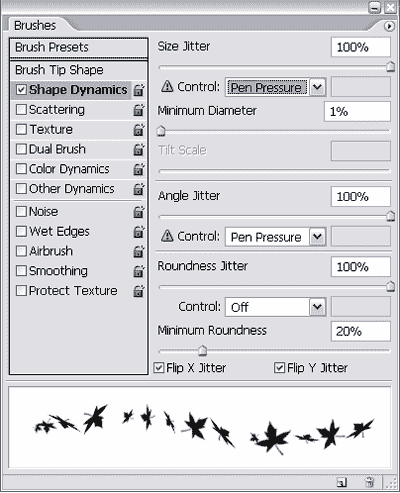 Brushes
Brush Presets
Brush Tip Shape
Shape Dynamics
Scattering
Texture
Dual Brush
Color Dynamics
Other Dynamics
Noise
Wet Edges
Airbrush
Smoothing
Protect Texture
Size Jitter 100%
Control: Pen Pressure
Minimum Diameter 1%
Tilt Scale
Angle Jitter 100%
Control: Pen Pressure
Roundness Jitter 100%
Control: Off
Minimum Roundness 20%
Flip X Jitter Flip Y Jitter